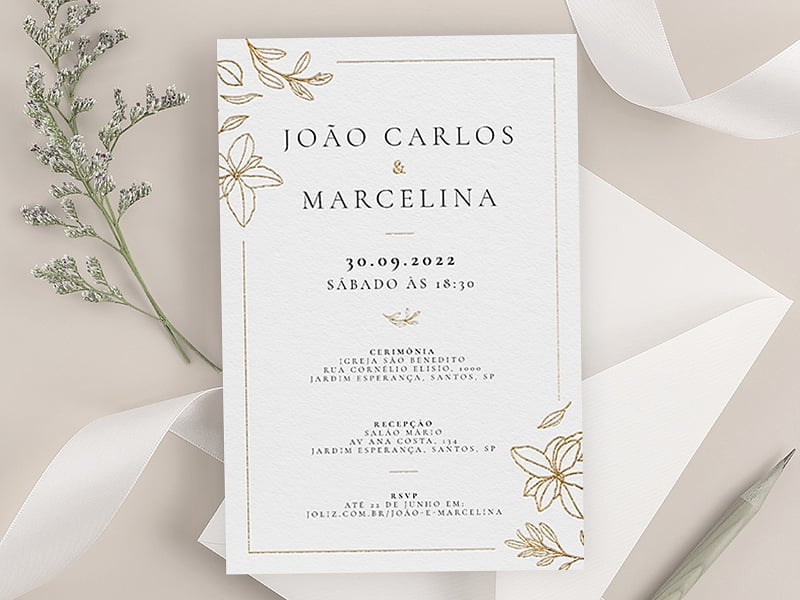 JOÃO CARLOS
&
MARCELINA
30.09.2022
SÁBADO ÀS 18:30
CERIMÔNIA
IGREJA SÃO BENEDITO
RUA CORNÉLIO ELISIO, 1000
JARDIM ESPERANÇA, SANTOS, SP
RECEPÇÃO
SALÃO MÁRIO
AV ANA COSTA, 134
JARDIM ESPERANÇA, SANTOS, SP
RSVP
ATÉ 22 DE JUNHO EM:
JOLIZ.COM.BR/JOÃO-E-MARCELINA